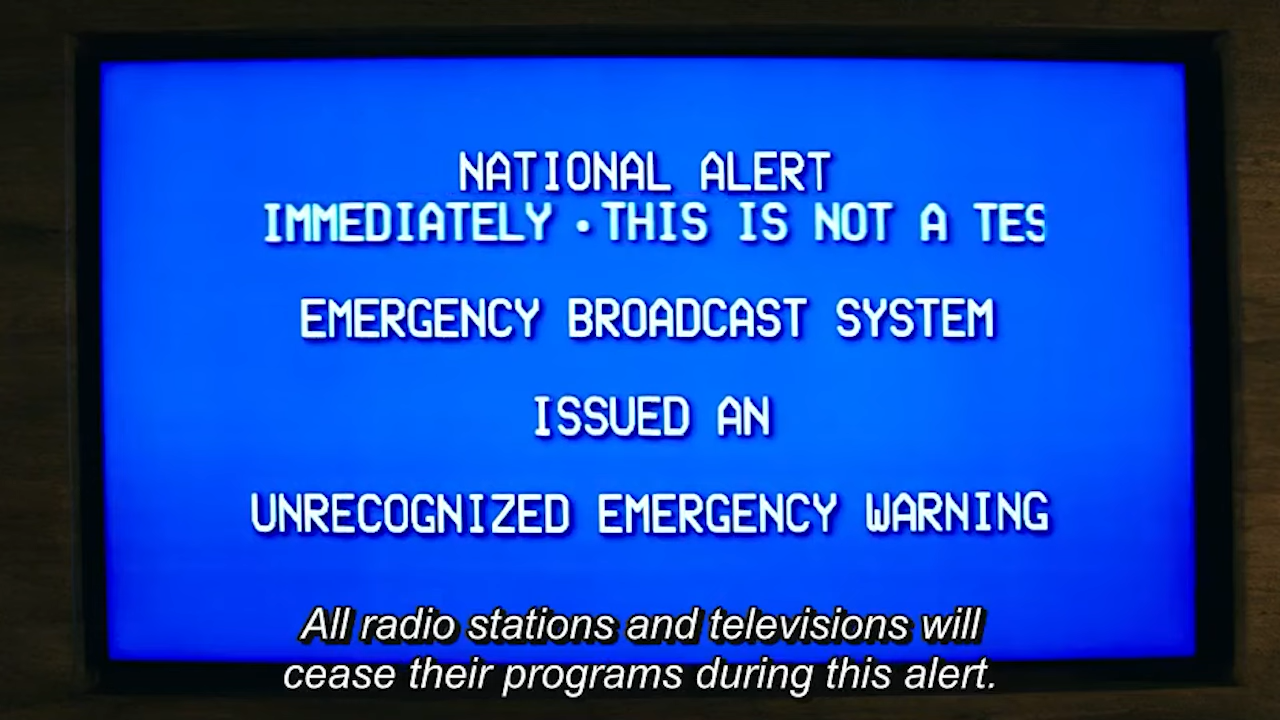 NATIONAL ALERT
IMMEDIATELY • THIS IS NOT A TES
EMERGENCY BROADCAST SYSTEM
ISSUED AN
UNRECOGNIZED EMERGENCY WARNING
All radio stations and televisions will
cease their programs during this alert.